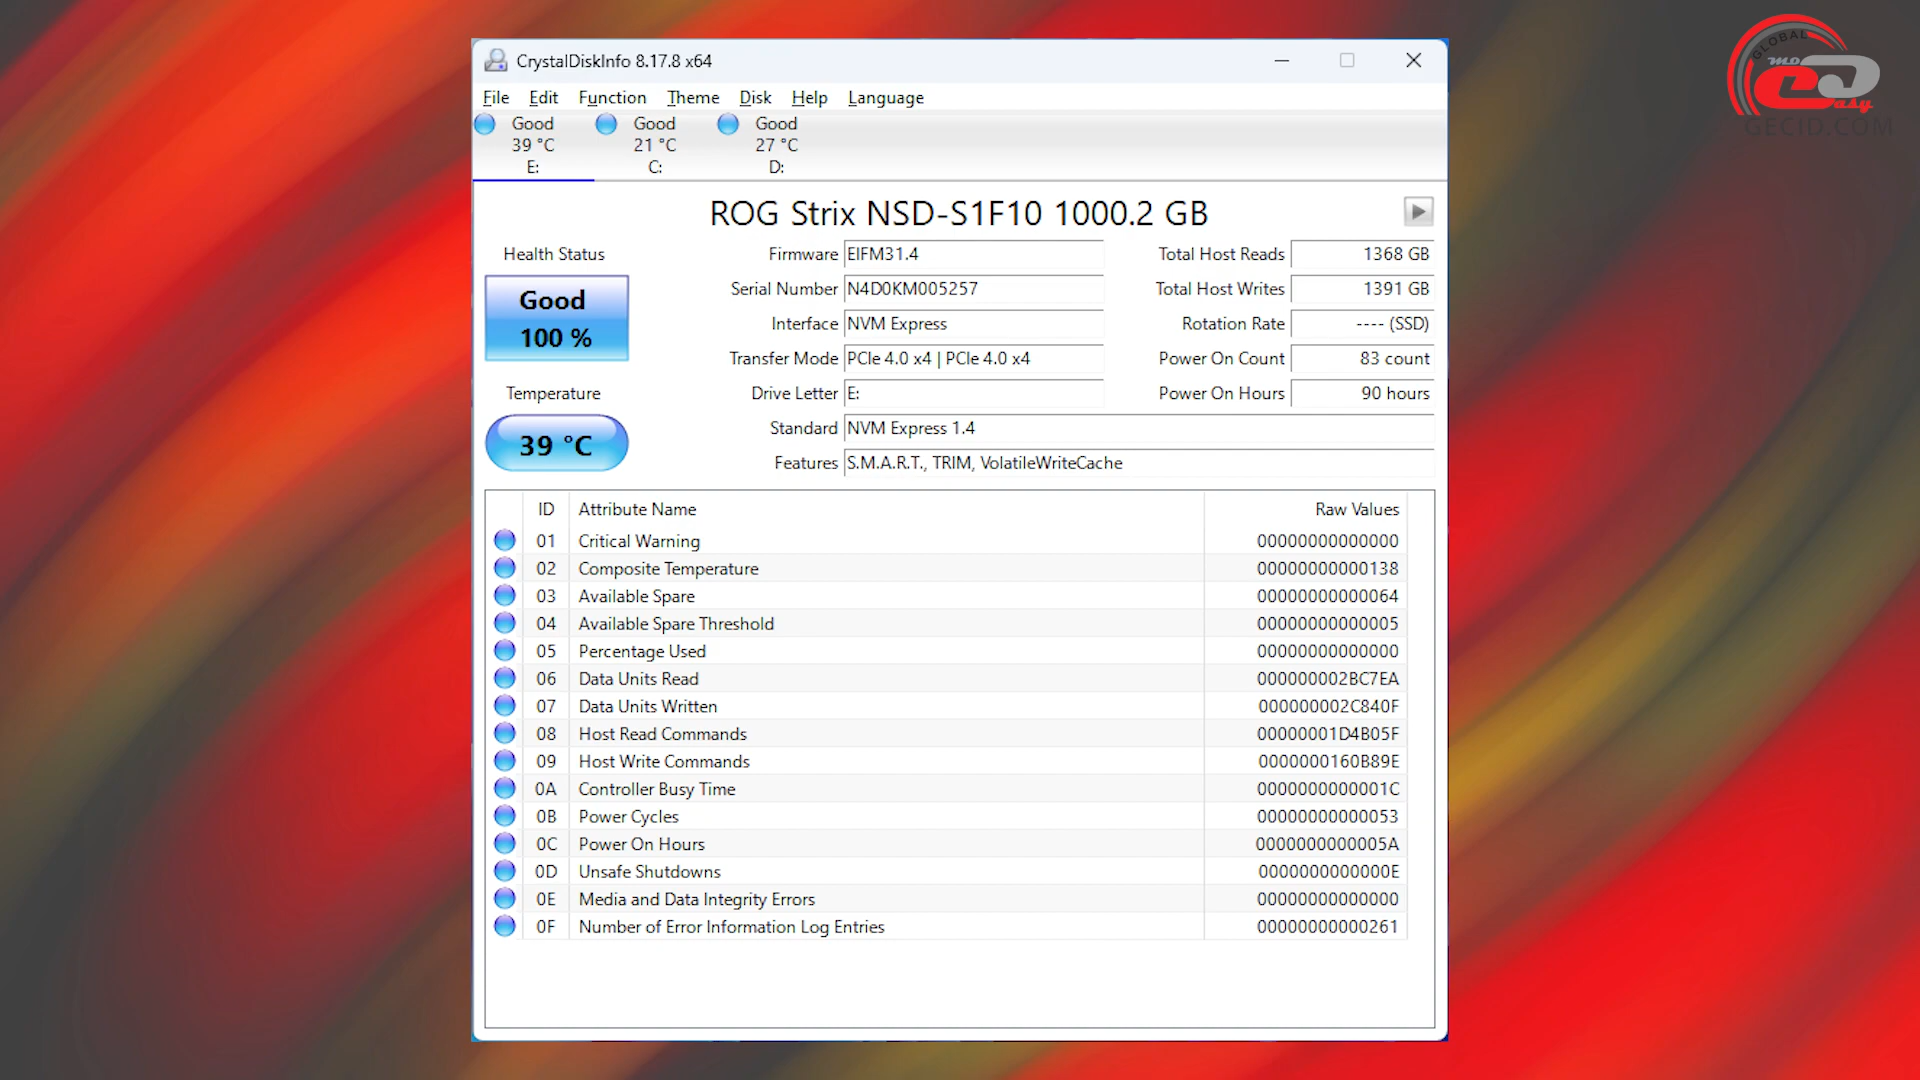 GLOBAL
mo
easy
GECID.COM
CrystalDiskInfo 8.17.8 x64
File Edit Function Theme Disk Help Language
Good Good Good
39 °C 21 °C 27 °C
E: C: D:
ROG Strix NSD-S1F10 1000.2 GB
Health Status
Good
100 %
Temperature
39 °C
Firmware EIFM31.4
Serial Number N4D0KM005257
Interface NVM Express
Transfer Mode PCIe 4.0 x4 | PCIe 4.0 x4
Drive Letter E:
Standard NVM Express 1.4
Features S.M.A.R.T., TRIM, VolatileWriteCache
Total Host Reads 1368 GB
Total Host Writes 1391 GB
Rotation Rate ---- (SSD)
Power On Count 83 count
Power On Hours 90 hours
ID Attribute Name Raw Values
01 Critical Warning 00000000000000
02 Composite Temperature 00000000000138
03 Available Spare 00000000000064
04 Available Spare Threshold 00000000000005
05 Percentage Used 00000000000000
06 Data Units Read 000000002BC7EA
07 Data Units Written 000000002C840F
08 Host Read Commands 00000001D4B05F
09 Host Write Commands 0000000160B89E
0A Controller Busy Time 0000000000001C
0B Power Cycles 00000000000053
0C Power On Hours 0000000000005A
0D Unsafe Shutdowns 0000000000000E
0E Media and Data Integrity Errors 00000000000000
0F Number of Error Information Log Entries 00000000000261